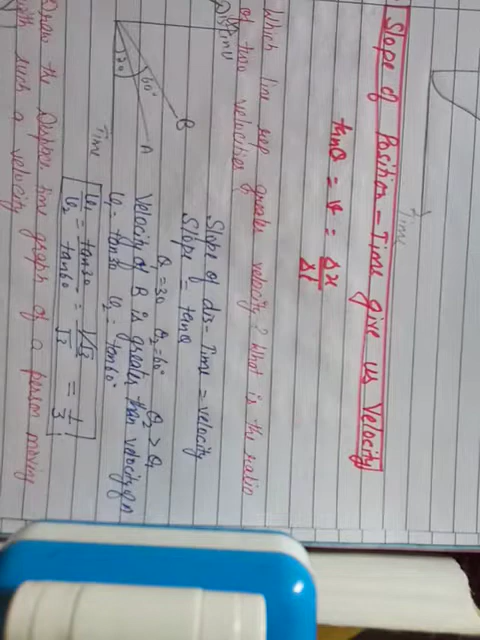 Time
Slope of Position - Time give us Velocity
tanθ = v = Δx/Δt
Which line rep greater velocity? What is the ratio
of two velocities
Slope of dis-Time = velocity
Slope = tanθ
B
A
60°
30
Time
θ₁ = 30 θ₂ = 60° θ₂ > θ₁
Velocity of B is greater than velocity of A
v₁ = tan30 v₂ = tan60°
v₁/v₂ = tan30/tan60 = 1/√3/√3 = 1/3
Draw the Displace time graph of a person moving
with such a velocity